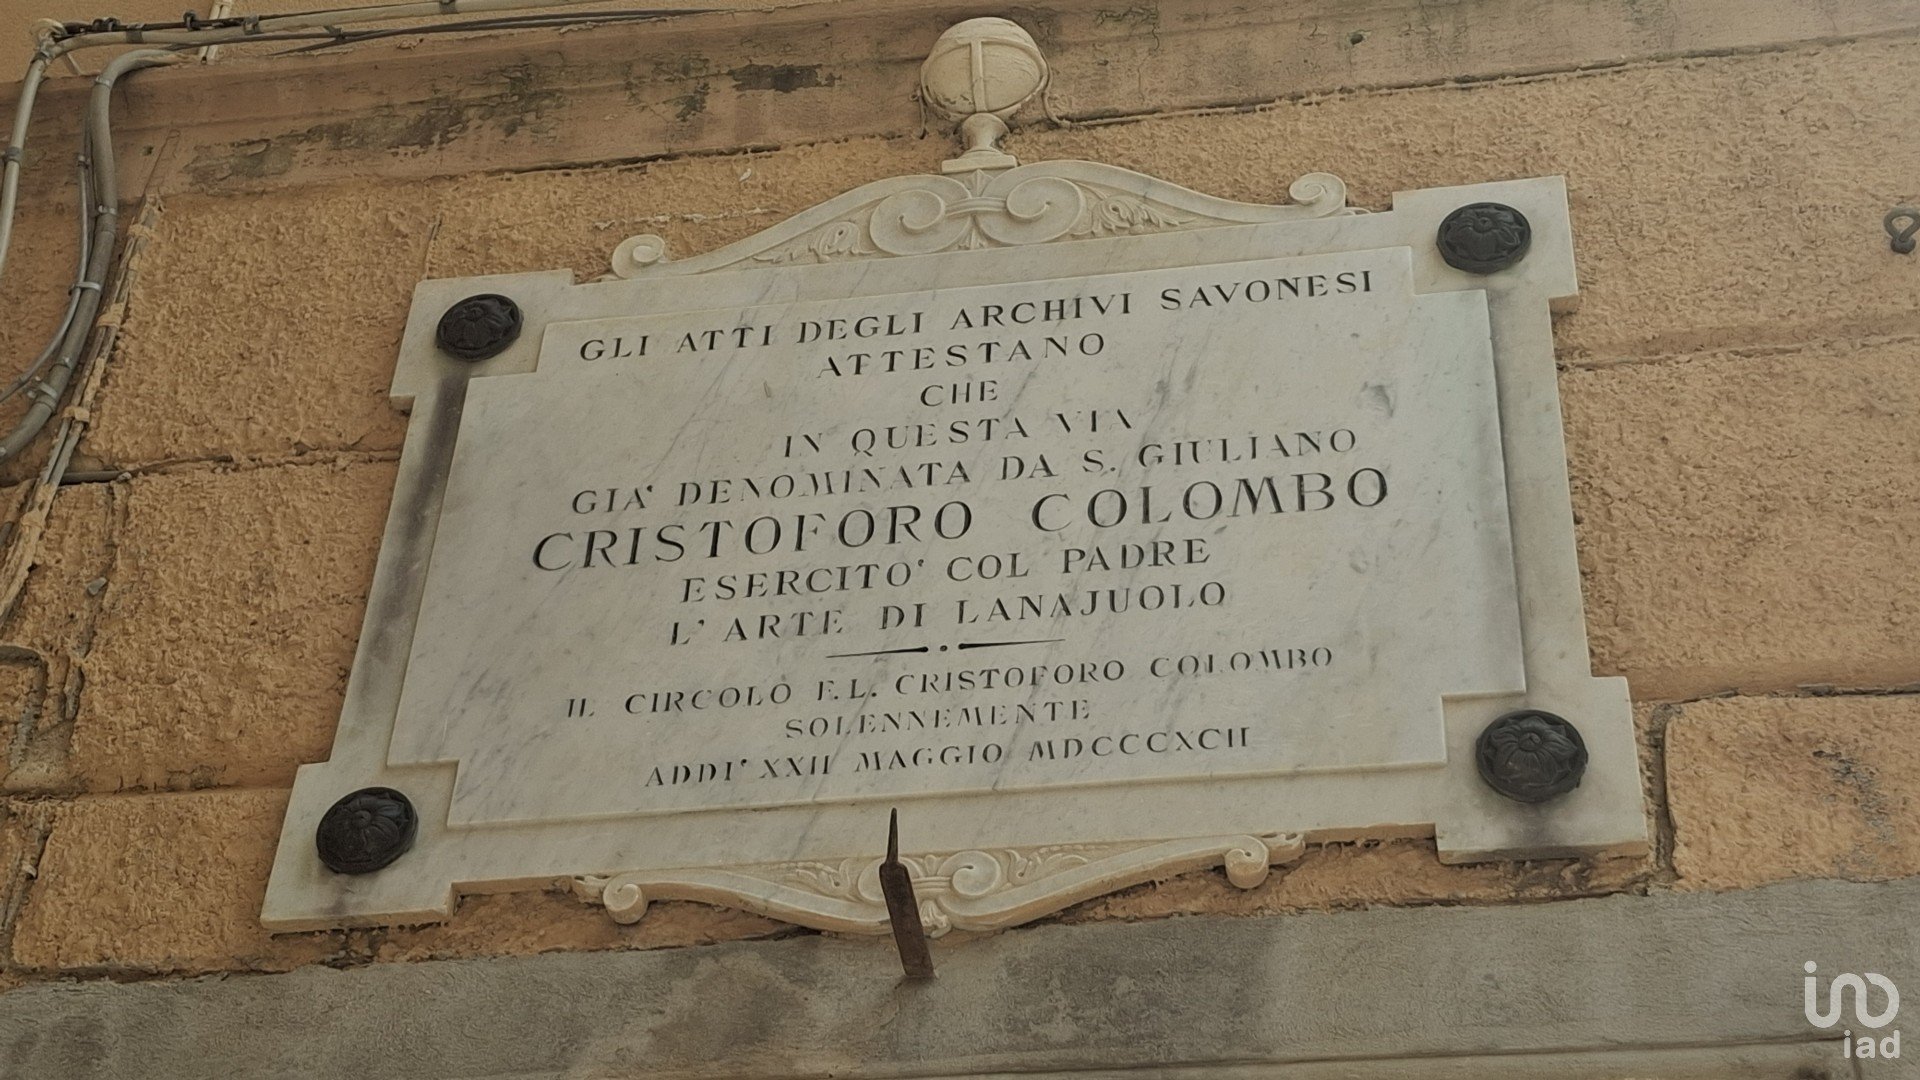 GLI ATTI DEGLI ARCHIVI SAVONESI
ATTESTANO
CHE
IN QUESTA VIA
GIA' DENOMINATA DA S. GIULIANO
CRISTOFORO COLOMBO
ESERCITO' COL PADRE
L'ARTE DI LANAJUOLO
IL CIRCOLO F.L. CRISTOFORO COLOMBO
SOLENNEMENTE
ADDI' XXII MAGGIO MDCCCXCII
iad